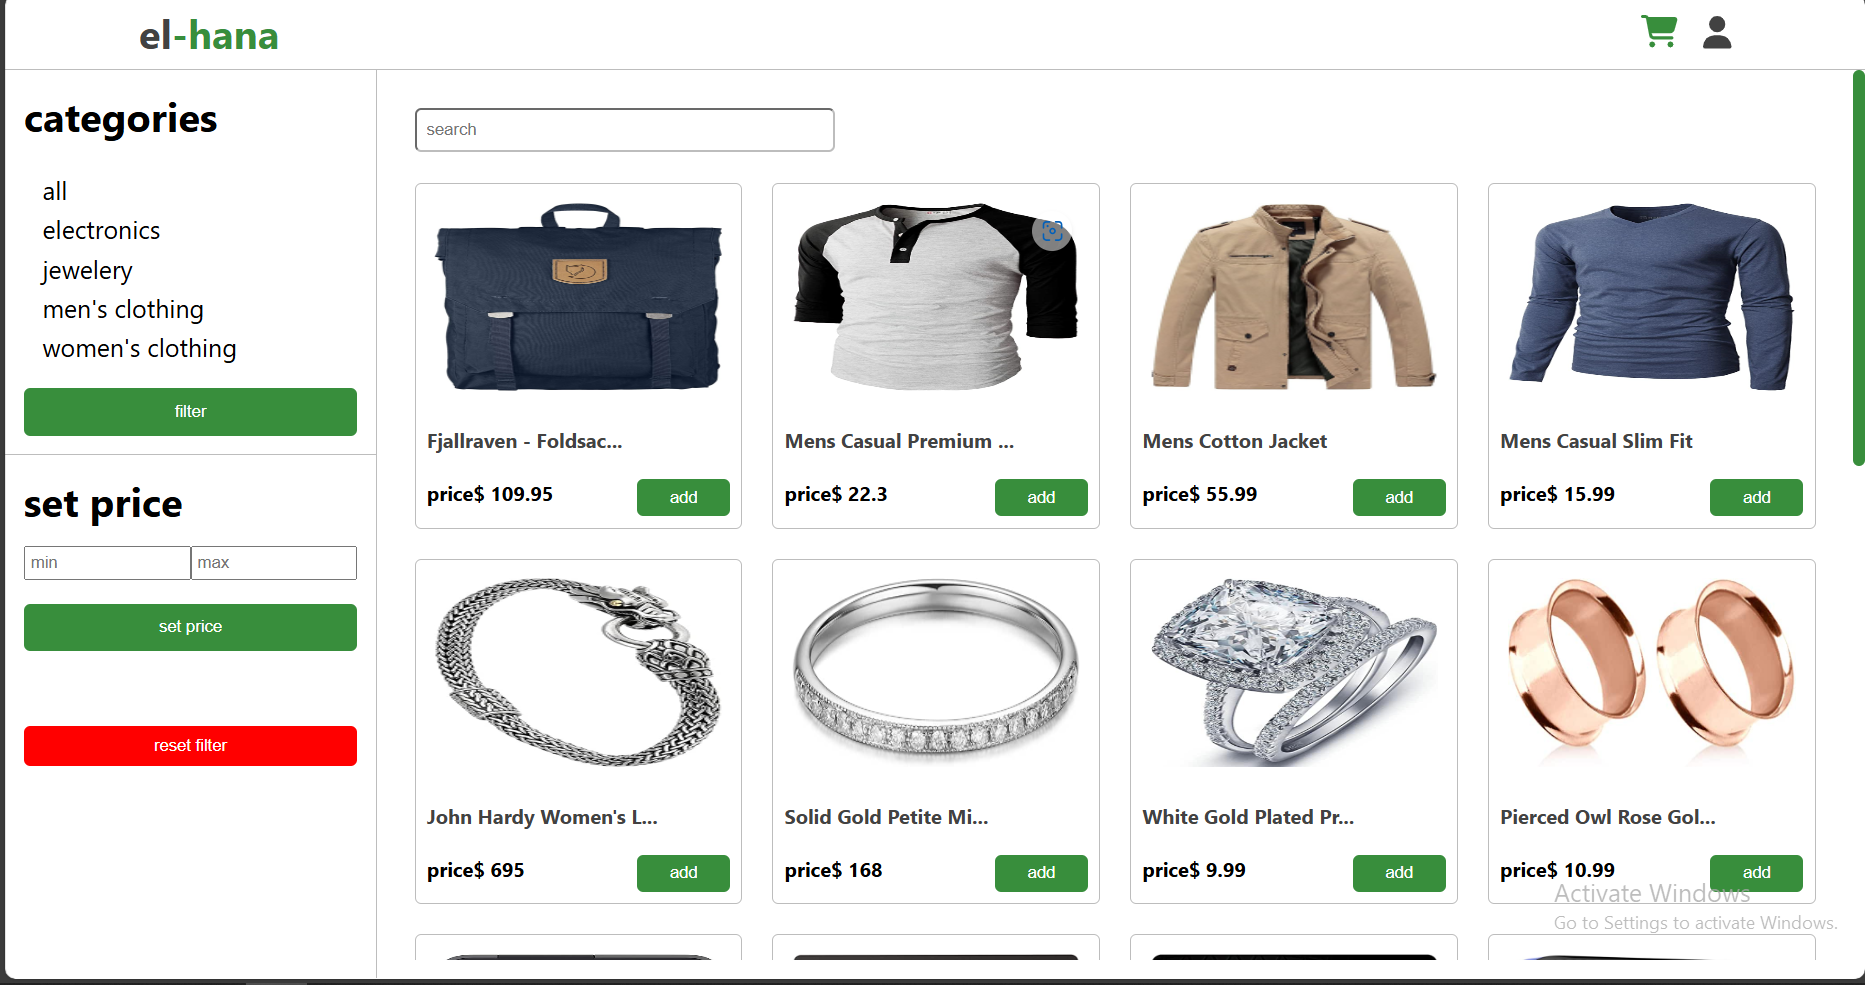 el-hana
categories
all
electronics
jewelery
men's clothing
women's clothing
filter
set price
min
max
set price
reset filter
search
Fjallraven - Foldsac...
price$ 109.95
add
Mens Casual Premium ...
price$ 22.3
add
Mens Cotton Jacket
price$ 55.99
add
Mens Casual Slim Fit
price$ 15.99
add
John Hardy Women's L...
price$ 695
add
Solid Gold Petite Mi...
price$ 168
add
White Gold Plated Pr...
price$ 9.99
add
Pierced Owl Rose Gol...
price$ 10.99
add
Activate Windows
Go to Settings to activate Windows.